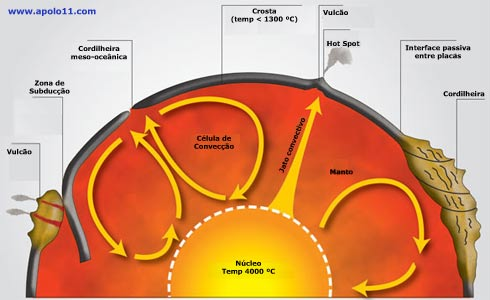 www.apolo11.com
Crosta
(temp < 1300 ºC)
Vulcão
Hot Spot
Cordilheira
meso-oceânica
Interface passiva
entre placas
Zona de
Subducção
Cordilheira
Vulcão
Célula de
Convecção
Jato convectivo
Manto
Núcleo
Temp 4000 ºC